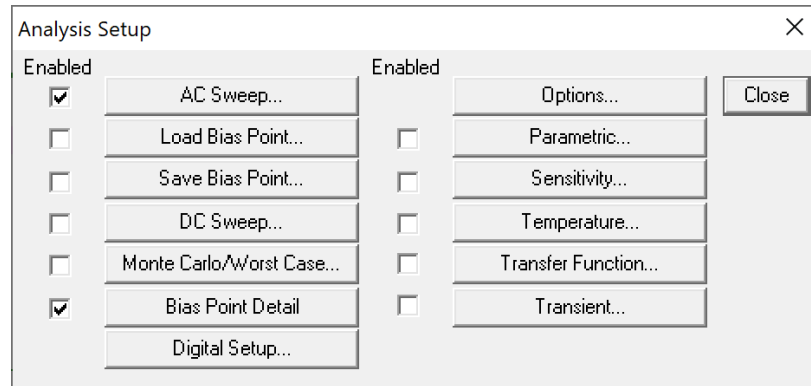 Analysis Setup
Enabled
Enabled
AC Sweep...
Options...
Close
Load Bias Point...
Parametric...
Save Bias Point...
Sensitivity...
DC Sweep...
Temperature...
Monte Carlo/Worst Case...
Transfer Function...
Bias Point Detail
Transient...
Digital Setup...